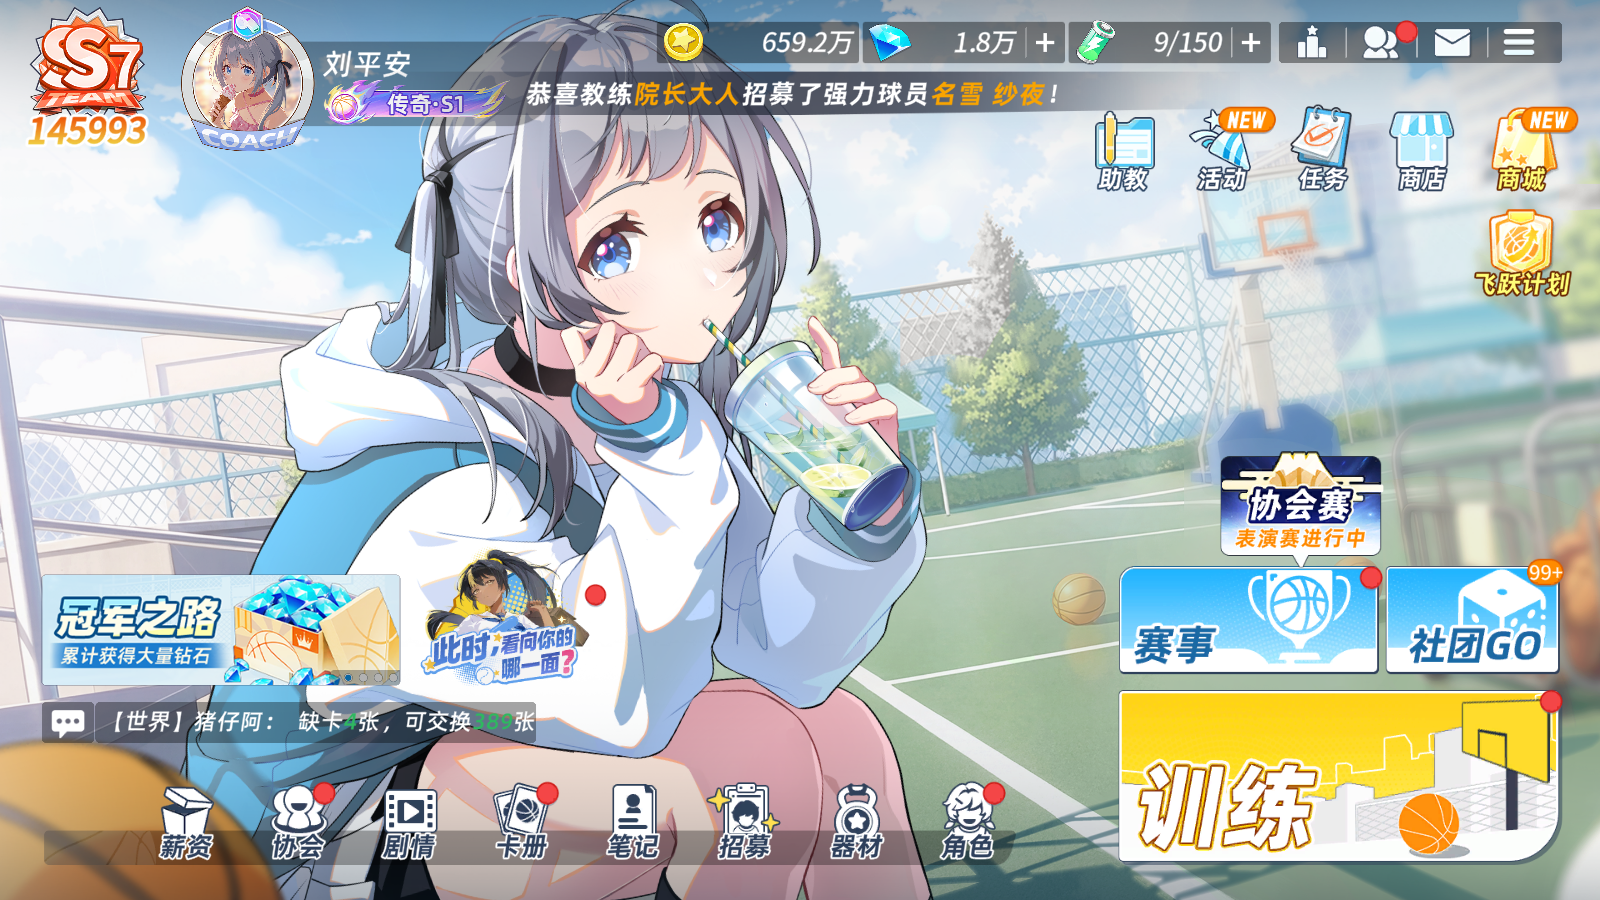 SS7
TEAM
145993
COACH
刘平安
传奇·S1
659.2万
1.8万
9/150
恭喜教练院长大人招募了强力球员名雪 纱夜！
助教
NEW
活动
任务
商店
NEW
商城
飞跃计划
协会赛
表演赛进行中
赛事
99+
社团GO
训练
冠军之路
累计获得大量钻石
此时,看向你的
哪一面?
【世界】猪仔阿： 缺卡4张，可交换389张
薪资
协会
剧情
卡册
笔记
招募
器材
角色